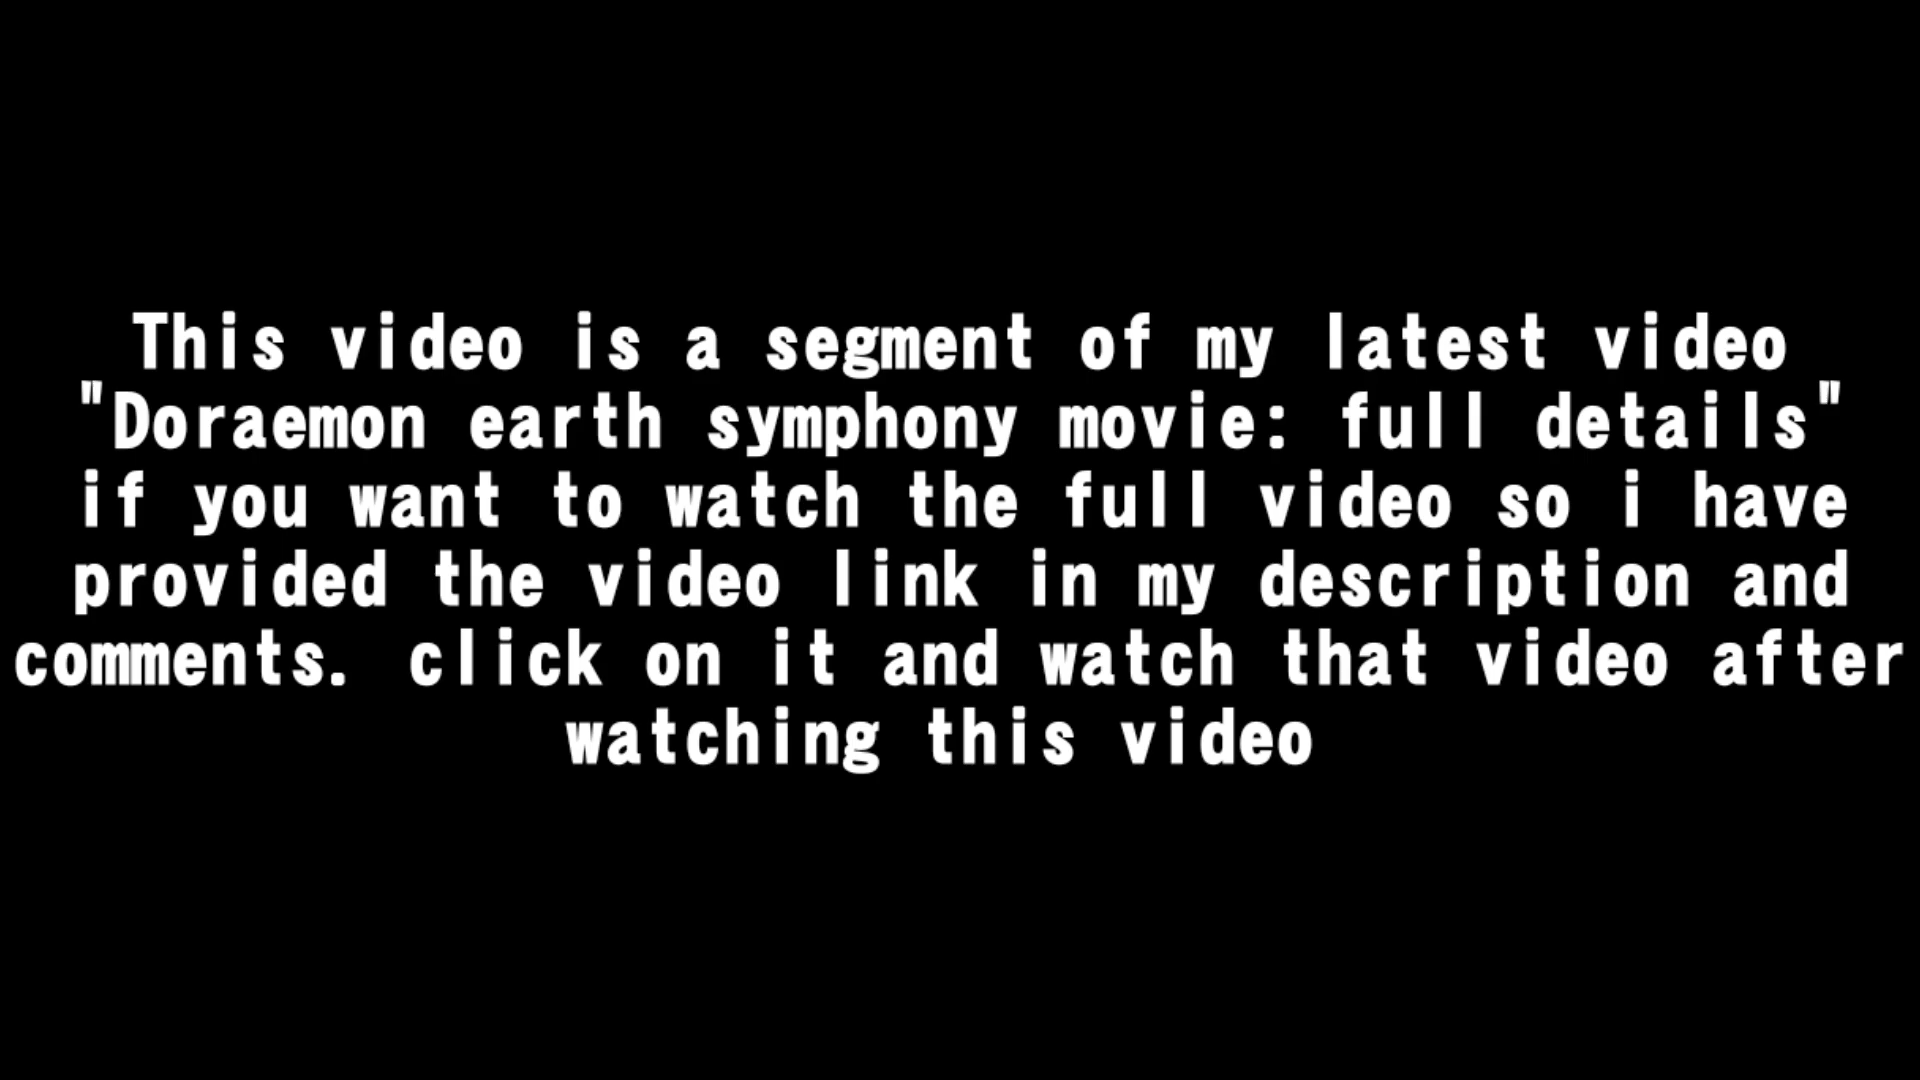 This video is a segment of my latest video
"Doraemon earth symphony movie: full details"
if you want to watch the full video so i have
provided the video link in my description and
comments. click on it and watch that video after
watching this video